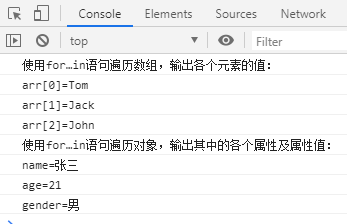 Elements Console Sources Network
top Filter
使用for…in语句遍历数组，输出各个元素的值：
arr[0]=Tom
arr[1]=Jack
arr[2]=John
使用for…in语句遍历对象，输出其中的各个属性及属性值：
name=张三
age=21
gender=男